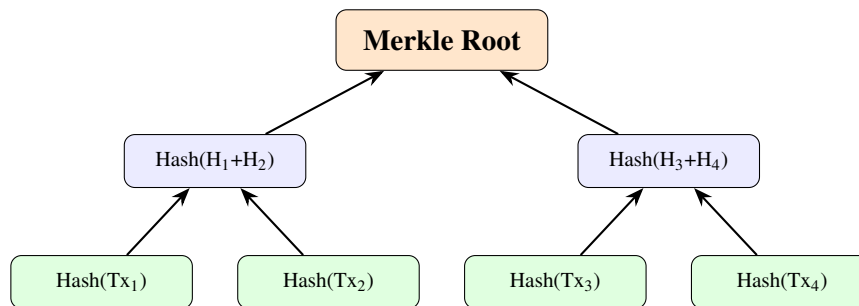 Merkle Root
Hash(H₁+H₂)
Hash(H₃+H₄)
Hash(Tx₁)
Hash(Tx₂)
Hash(Tx₃)
Hash(Tx₄)